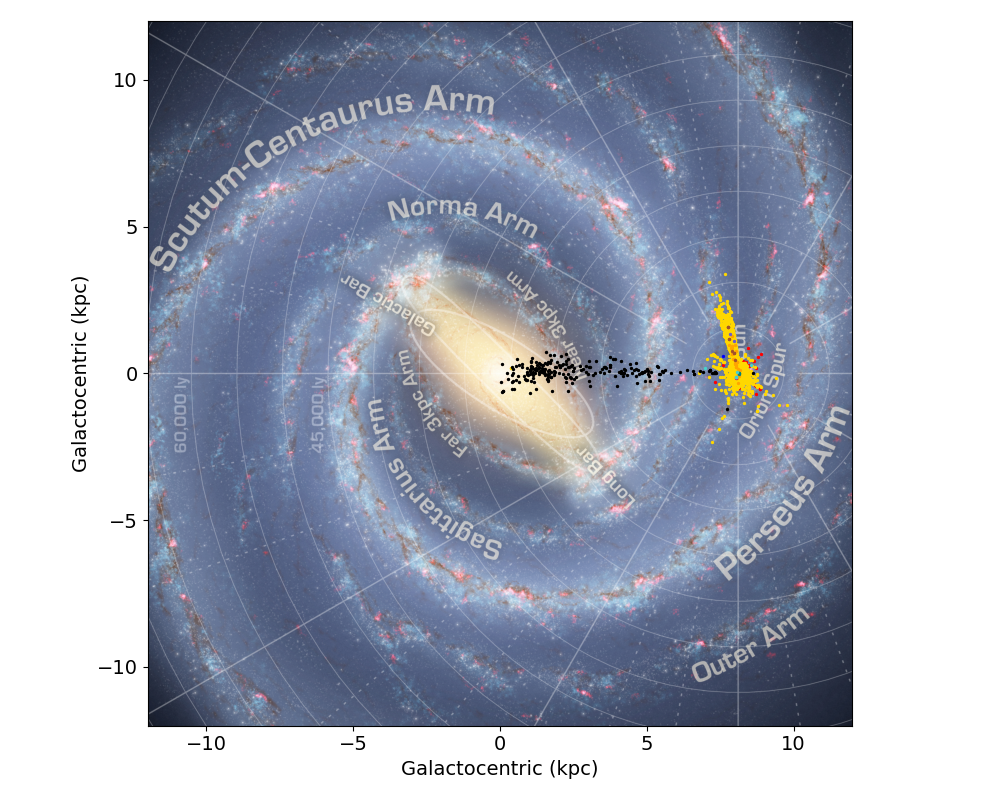 Galactocentric (kpc)
10
5
0
−5
−10
Scutum-Centaurus Arm
Norma Arm
Galactic Bar
3kpc Arm
Far 3kpc Arm
60,000 ly
45,000 ly
Sagittarius Arm
Long Bar
Orion Spur
Perseus Arm
Outer Arm
−10
−5
0
5
10
Galactocentric (kpc)